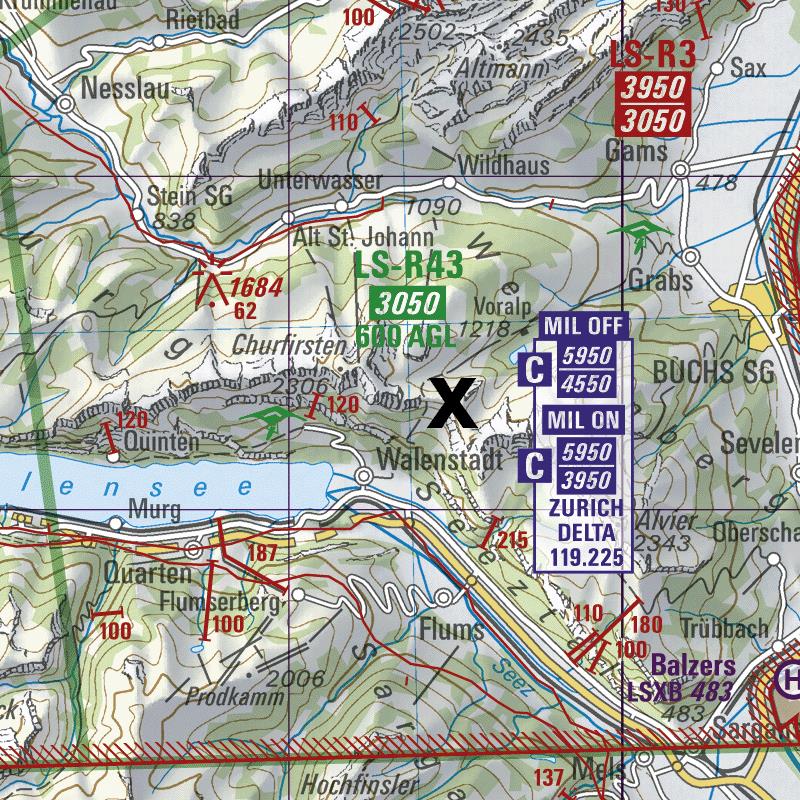 Krummenau
Rietbad
100
2502
2435
130
Altmann
LS-R3
3950
3050
Sax
Nesslau
110
Gams
Wildhaus
Unterwasser
478
Stein SG
838
1090
Alt St. Johann
LS-R43
3050
600 AGL
1684
62
Grabs
Voralp
1218
Churfirsten
2306
MIL OFF
C 5950
4550
MIL ON
C 5950
3950
ZURICH
DELTA
119.225
BUCHS SG
120
120
X
Quinten
Walenstadt
lensee
Murg
Alvier
2343
Oberscha
215
187
Quarten
Flumserberg
100
100
Flums
110
180
100
Trübbach
Balzers
LSXB 483
483
H
Seez
2006
Prodkamm
ck
Sargan
Mels
137
Hochfinsler